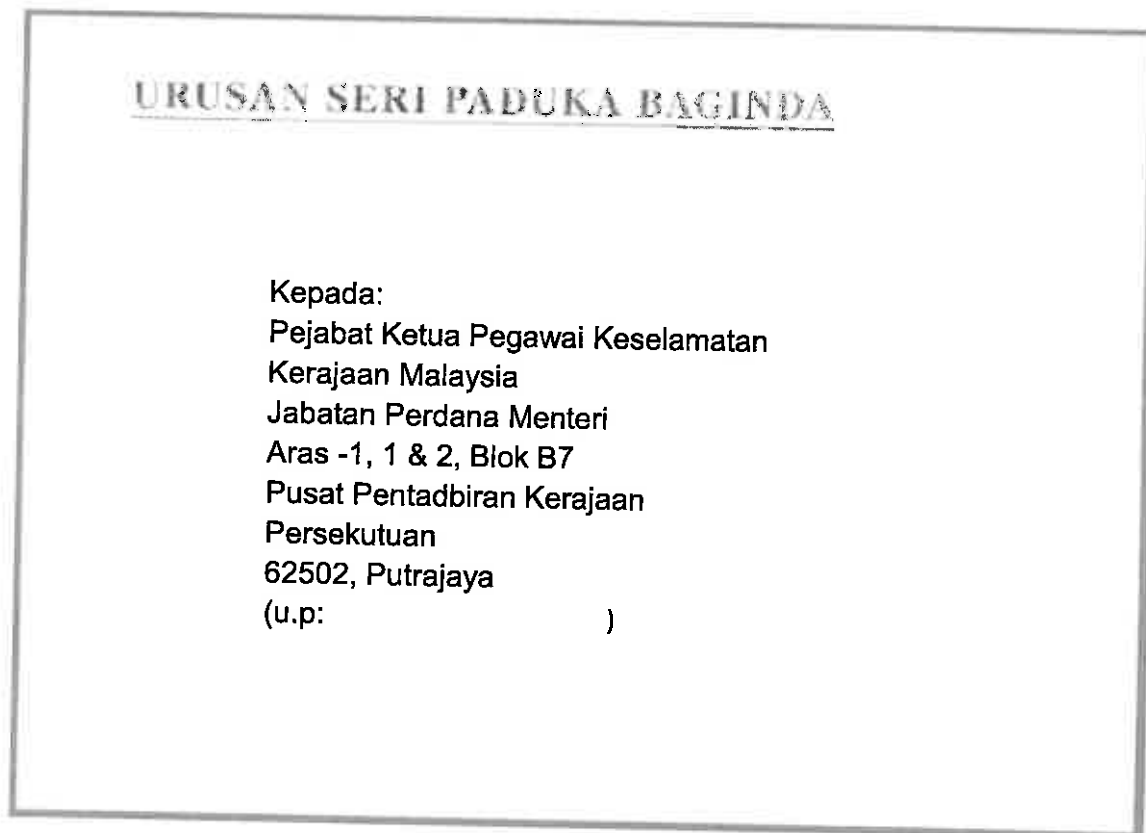 URUSAN SERI PADUKA BAGINDA
Kepada:
Pejabat Ketua Pegawai Keselamatan
Kerajaan Malaysia
Jabatan Perdana Menteri
Aras -1, 1 & 2, Blok B7
Pusat Pentadbiran Kerajaan
Persekutuan
62502, Putrajaya
(u.p: )